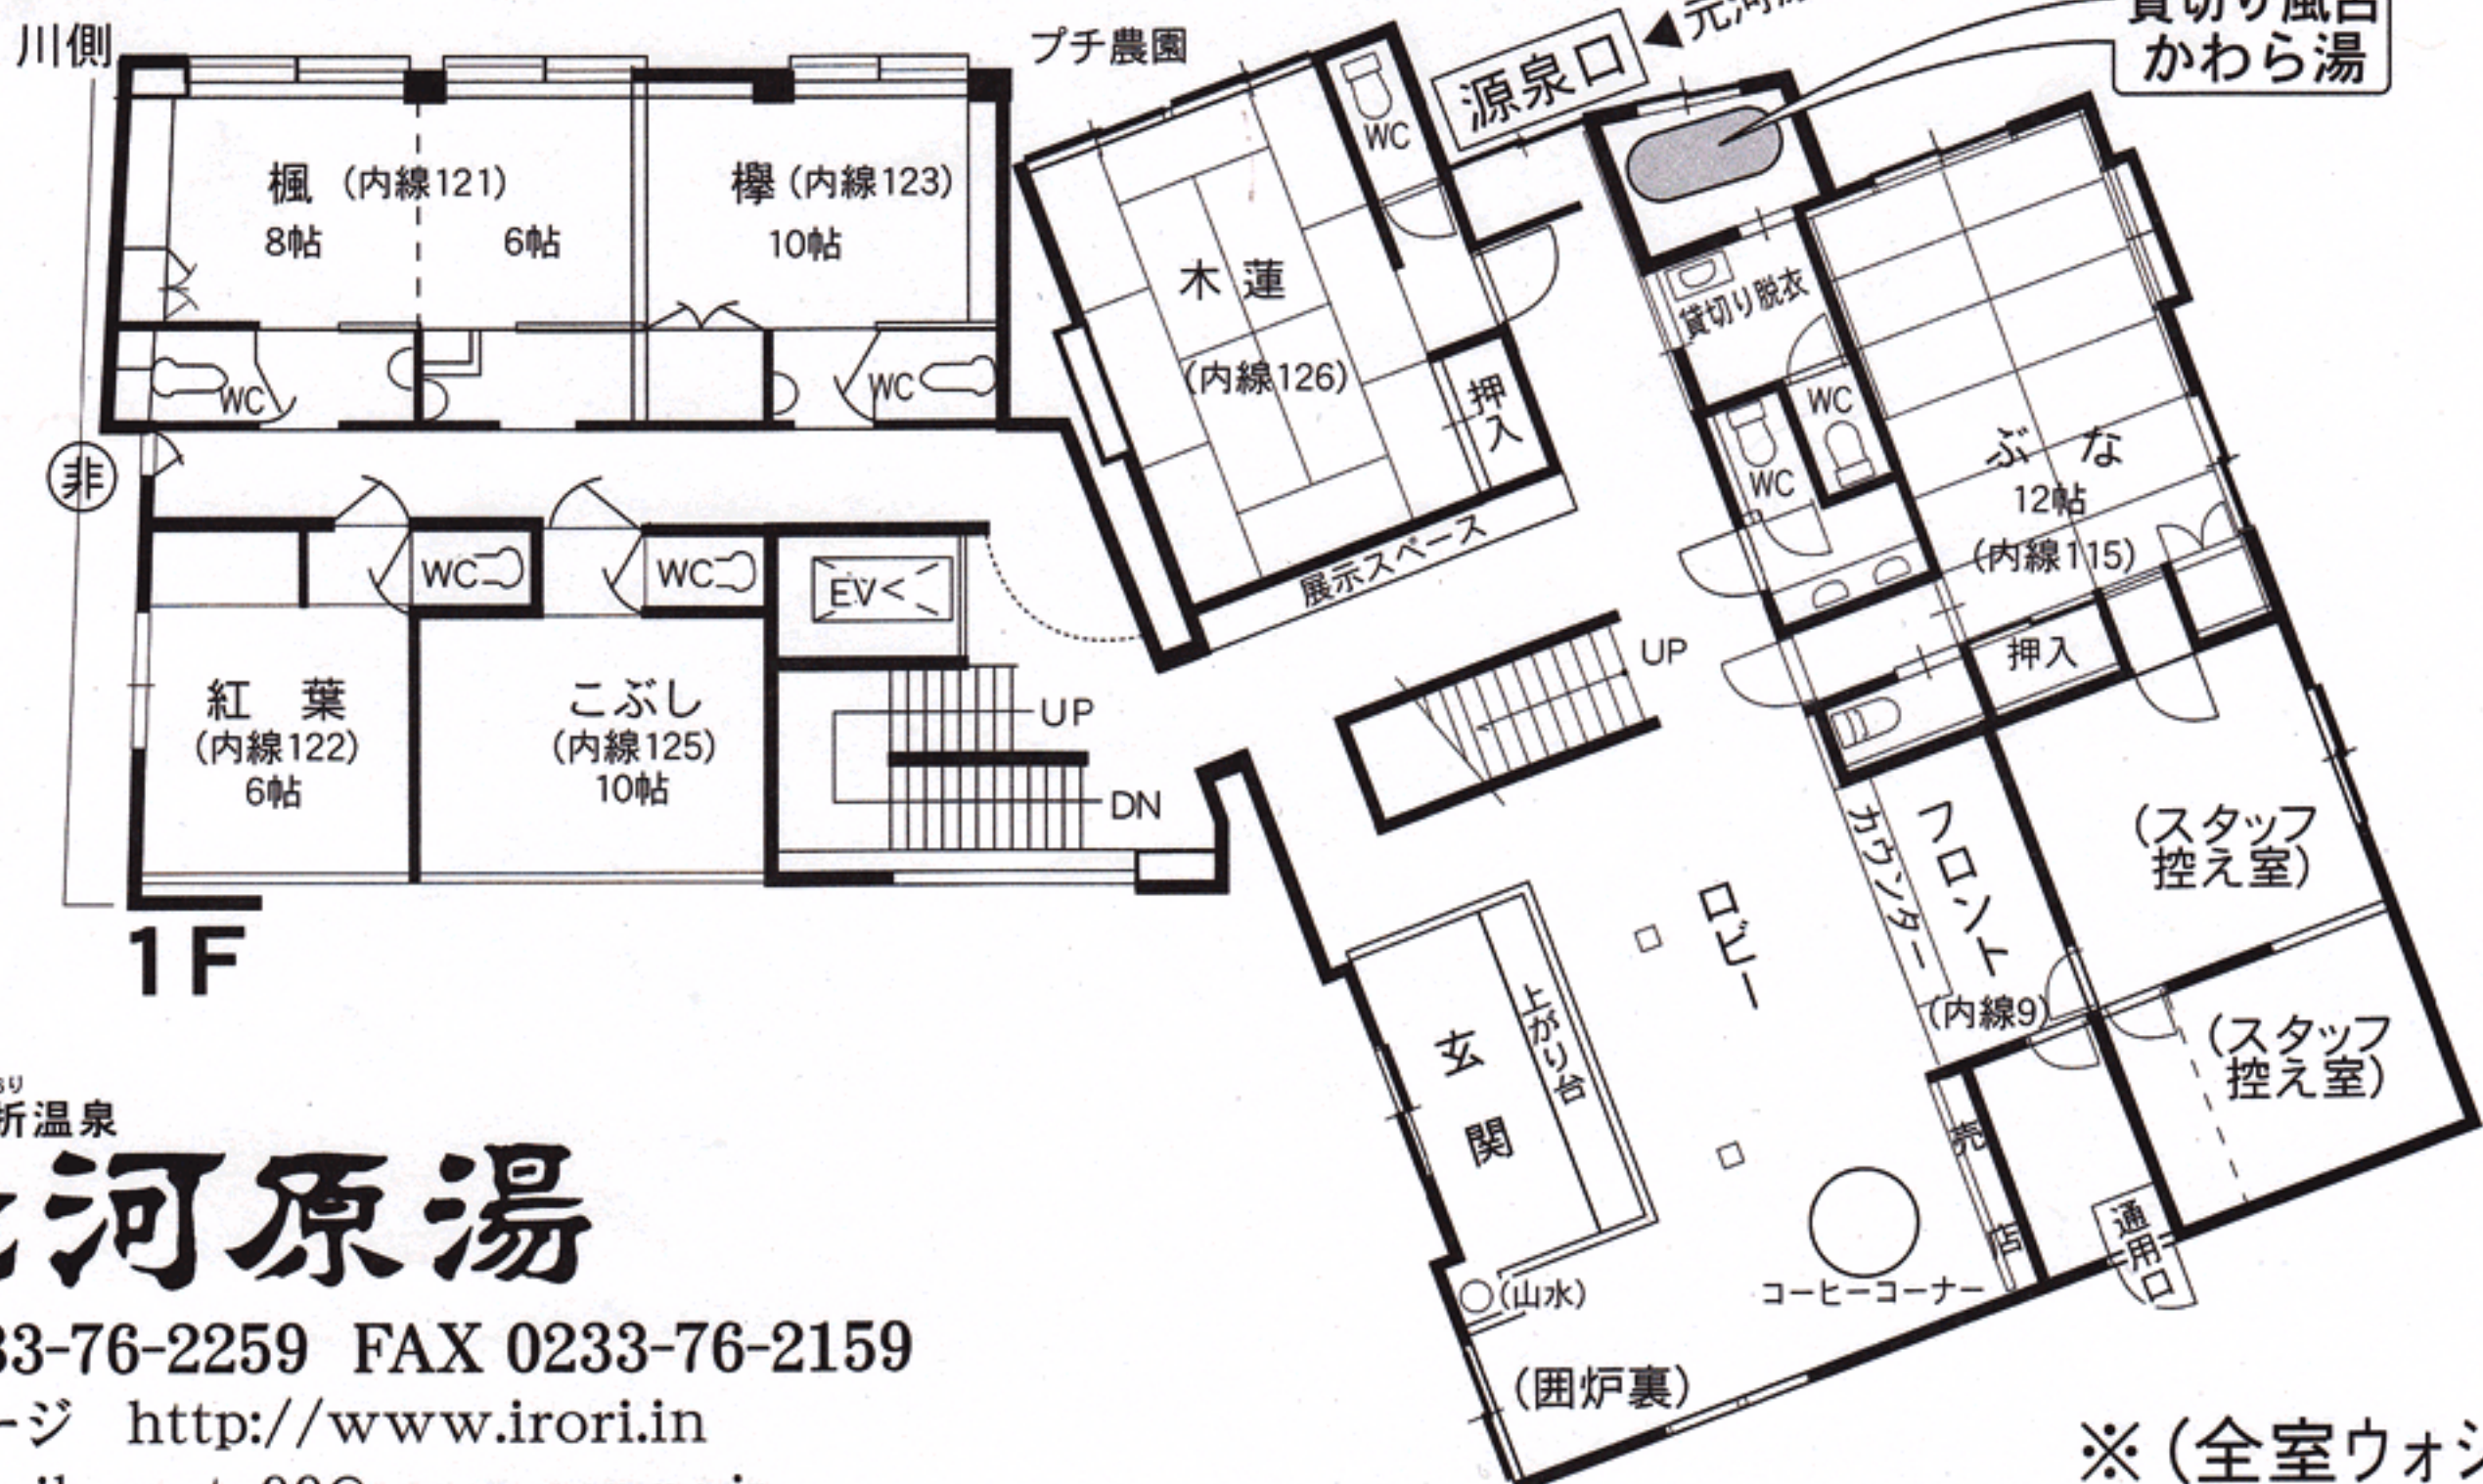 川側
プチ農園
源泉口
◀元河原
貸切り風呂
かわら湯
楓 (内線121)
8帖
6帖
欅 (内線123)
10帖
WC
WC
木蓮
(内線126)
WC
押入
展示スペース
貸切り脱衣
WC
WC
ぶな
12帖
(内線115)
押入
非
WC
WC
EV
紅葉
(内線122)
6帖
こぶし
(内線125)
10帖
UP
DN
UP
1F
カウンター
フロント
(内線9)
(スタッフ
控え室)
(スタッフ
控え室)
ロビー
玄関
上がり台
売店
通用口
コーヒーコーナー
(山水)
(囲炉裏)
折温泉
河原湯
33-76-2259 FAX 0233-76-2159
ージ http://www.irori.in
※(全室ウォシ